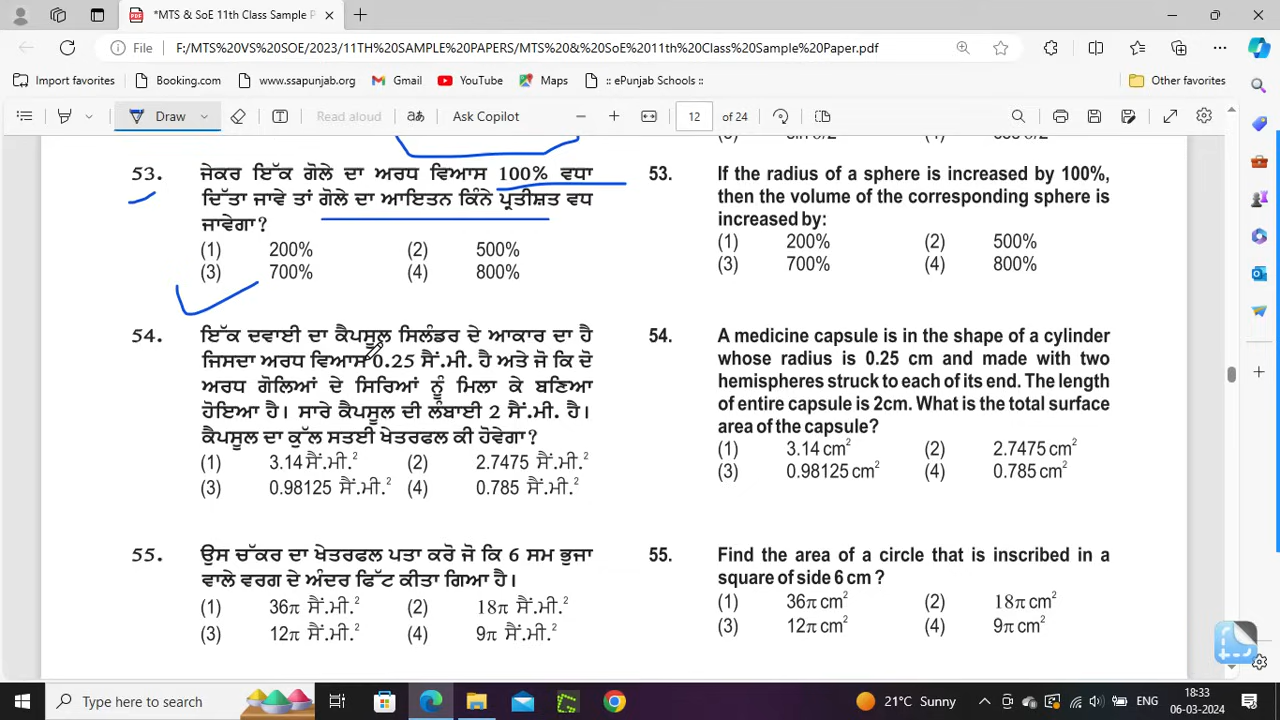 *MTS & SoE 11th Class Sample P
File F:/MTS%20VS%20SOE/2023/11TH%20SAMPLE%20PAPERS/MTS%20&%20SoE%2011th%20Class%20Sample%20Paper.pdf
Import favorites Booking.com www.ssapunjab.org Gmail YouTube Maps :: ePunjab Schools :: Other favorites
Draw Read aloud aあ Ask Copilot 12 of 24
53. ਜੇਕਰ ਇੱਕ ਗੋਲੇ ਦਾ ਅਰਧ ਵਿਆਸ 100% ਵਧਾ
ਦਿੱਤਾ ਜਾਵੇ ਤਾਂ ਗੋਲੇ ਦਾ ਆਇਤਨ ਕਿੰਨੇ ਪ੍ਰਤੀਸ਼ਤ ਵਧ
ਜਾਵੇਗਾ?
(1) 200% (2) 500%
(3) 700% (4) 800%
54. ਇੱਕ ਦਵਾਈ ਦਾ ਕੈਪਸੂਲ ਸਿਲੰਡਰ ਦੇ ਆਕਾਰ ਦਾ ਹੈ
ਜਿਸਦਾ ਅਰਧ ਵਿਆਸ 0.25 ਸੈਂ.ਮੀ. ਹੈ ਅਤੇ ਜੋ ਕਿ ਦੋ
ਅਰਧ ਗੋਲਿਆਂ ਦੇ ਸਿਰਿਆਂ ਨੂੰ ਮਿਲਾ ਕੇ ਬਣਿਆ
ਹੋਇਆ ਹੈ। ਸਾਰੇ ਕੈਪਸੂਲ ਦੀ ਲੰਬਾਈ 2 ਸੈਂ.ਮੀ. ਹੈ।
ਕੈਪਸੂਲ ਦਾ ਕੁੱਲ ਸਤਈ ਖੇਤਰਫਲ ਕੀ ਹੋਵੇਗਾ?
(1) 3.14 ਸੈਂ.ਮੀ.² (2) 2.7475 ਸੈਂ.ਮੀ.²
(3) 0.98125 ਸੈਂ.ਮੀ.² (4) 0.785 ਸੈਂ.ਮੀ.²
55. ਉਸ ਚੱਕਰ ਦਾ ਖੇਤਰਫਲ ਪਤਾ ਕਰੋ ਜੋ ਕਿ 6 ਸਮ ਭੁਜਾ
ਵਾਲੇ ਵਰਗ ਦੇ ਅੰਦਰ ਫਿੱਟ ਕੀਤਾ ਗਿਆ ਹੈ।
(1) 36π ਸੈਂ.ਮੀ.² (2) 18π ਸੈਂ.ਮੀ.²
(3) 12π ਸੈਂ.ਮੀ.² (4) 9π ਸੈਂ.ਮੀ.²
53. If the radius of a sphere is increased by 100%,
then the volume of the corresponding sphere is
increased by:
(1) 200% (2) 500%
(3) 700% (4) 800%
54. A medicine capsule is in the shape of a cylinder
whose radius is 0.25 cm and made with two
hemispheres struck to each of its end. The length
of entire capsule is 2cm. What is the total surface
area of the capsule?
(1) 3.14 cm² (2) 2.7475 cm²
(3) 0.98125 cm² (4) 0.785 cm²
55. Find the area of a circle that is inscribed in a
square of side 6 cm ?
(1) 36π cm² (2) 18π cm²
(3) 12π cm² (4) 9π cm²
Type here to search 21°C Sunny ENG 18:33
06-03-2024